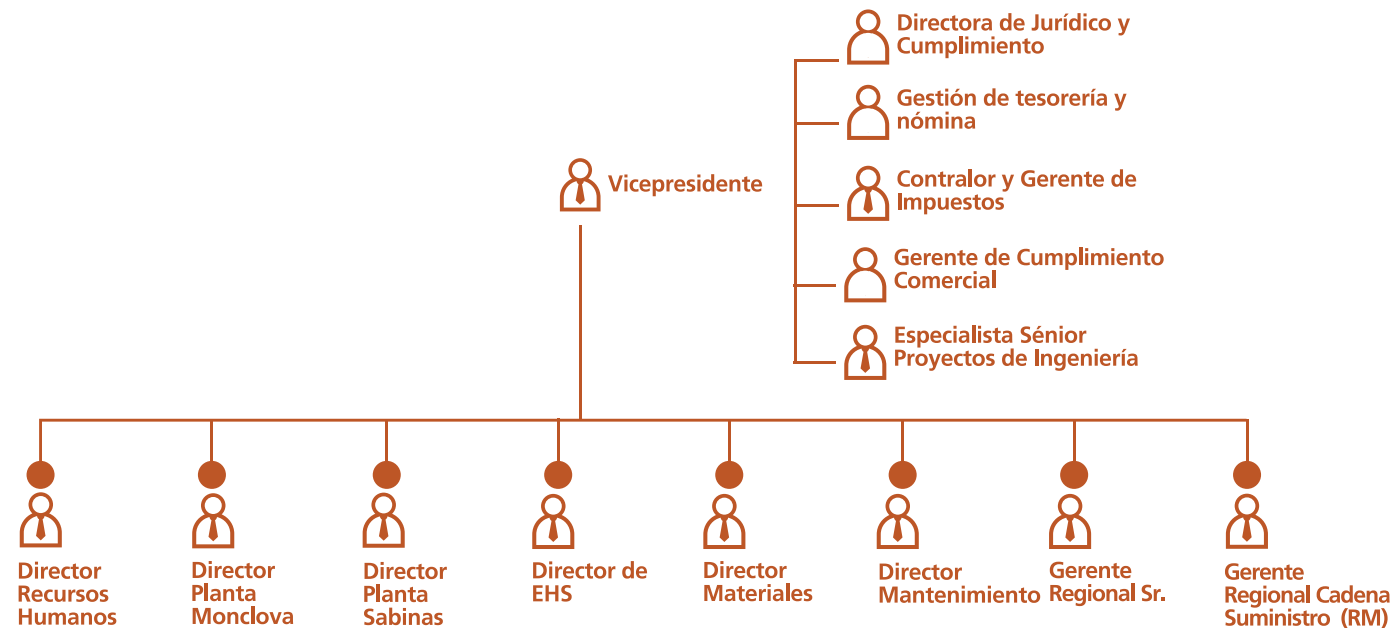 Directora de Jurídico y
Cumplimiento
Gestión de tesorería y
nómina
Vicepresidente
Contralor y Gerente de
Impuestos
Gerente de Cumplimiento
Comercial
Especialista Sénior
Proyectos de Ingeniería
Director
Recursos
Humanos
Director
Planta
Monclova
Director
Planta
Sabinas
Director de
EHS
Director
Materiales
Director
Mantenimiento
Gerente
Regional Sr.
Gerente
Regional Cadena
Suministro (RM)